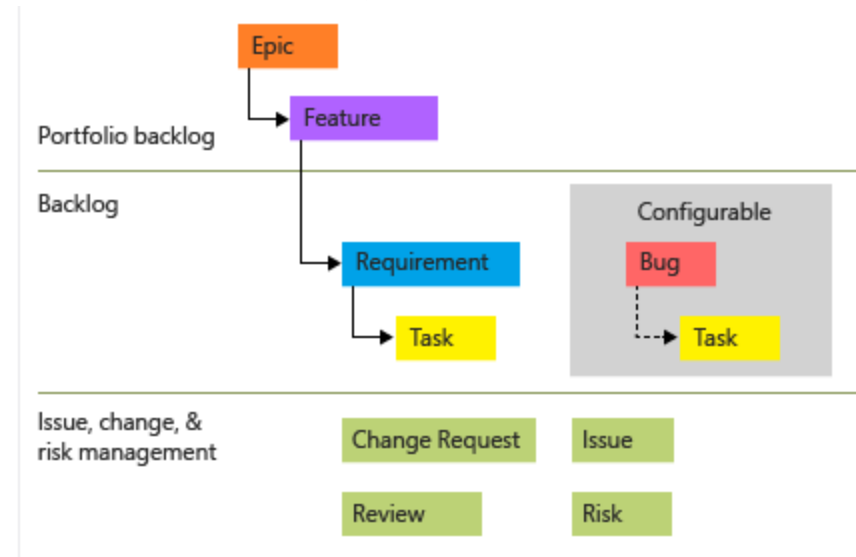 Epic
Feature
Portfolio backlog
Backlog
Configurable
Requirement
Bug
Task
Task
Issue, change, &
risk management
Change Request
Issue
Review
Risk